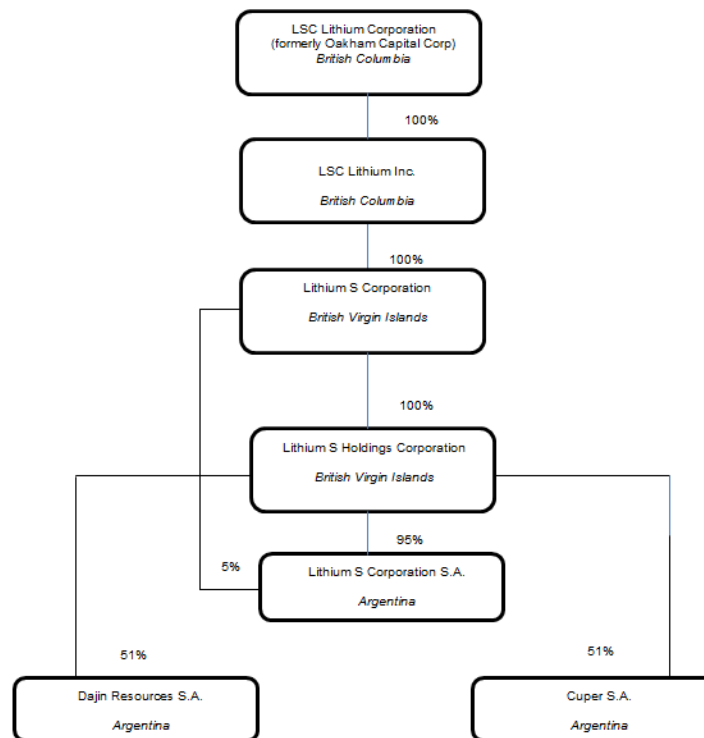 LSC Lithium Corporation
(formerly Oakham Capital Corp)
British Columbia
100%
LSC Lithium Inc.
British Columbia
100%
Lithium S Corporation
British Virgin Islands
100%
Lithium S Holdings Corporation
British Virgin Islands
95%
5%
Lithium S Corporation S.A.
Argentina
51%
51%
Dajin Resources S.A.
Argentina
Cuper S.A.
Argentina